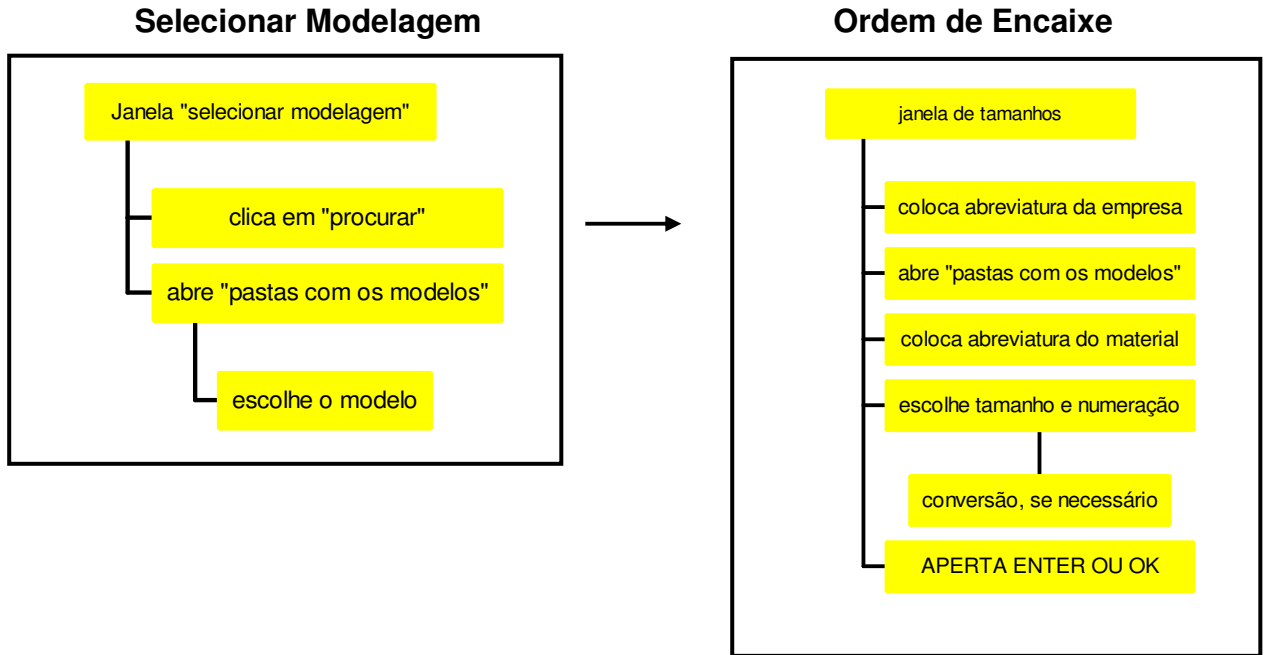 Selecionar Modelagem
Janela "selecionar modelagem"
clica em "procurar"
abre "pastas com os modelos"
escolhe o modelo
Ordem de Encaixe
janela de tamanhos
coloca abreviatura da empresa
abre "pastas com os modelos"
coloca abreviatura do material
escolhe tamanho e numeração
conversão, se necessário
APERTA ENTER OU OK